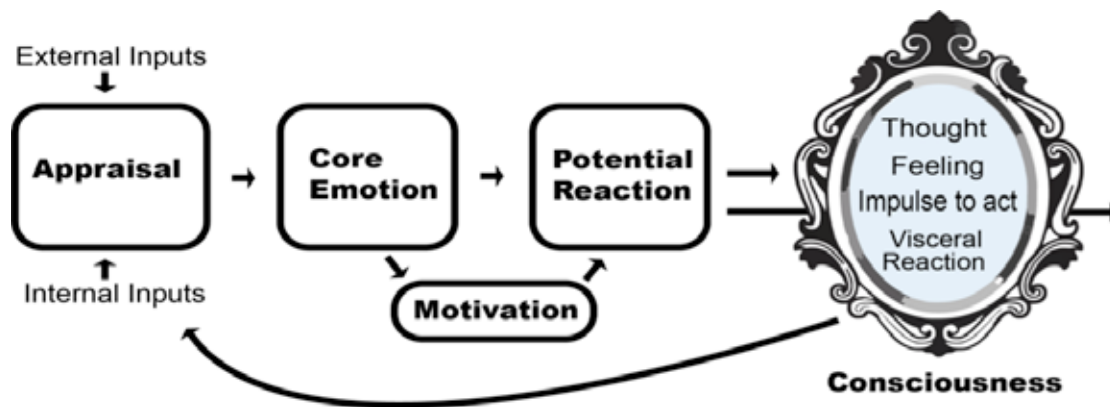 External Inputs
Appraisal
Internal Inputs
Core
Emotion
Motivation
Potential
Reaction
Thought
Feeling
Impulse to act
Visceral
Reaction
Consciousness